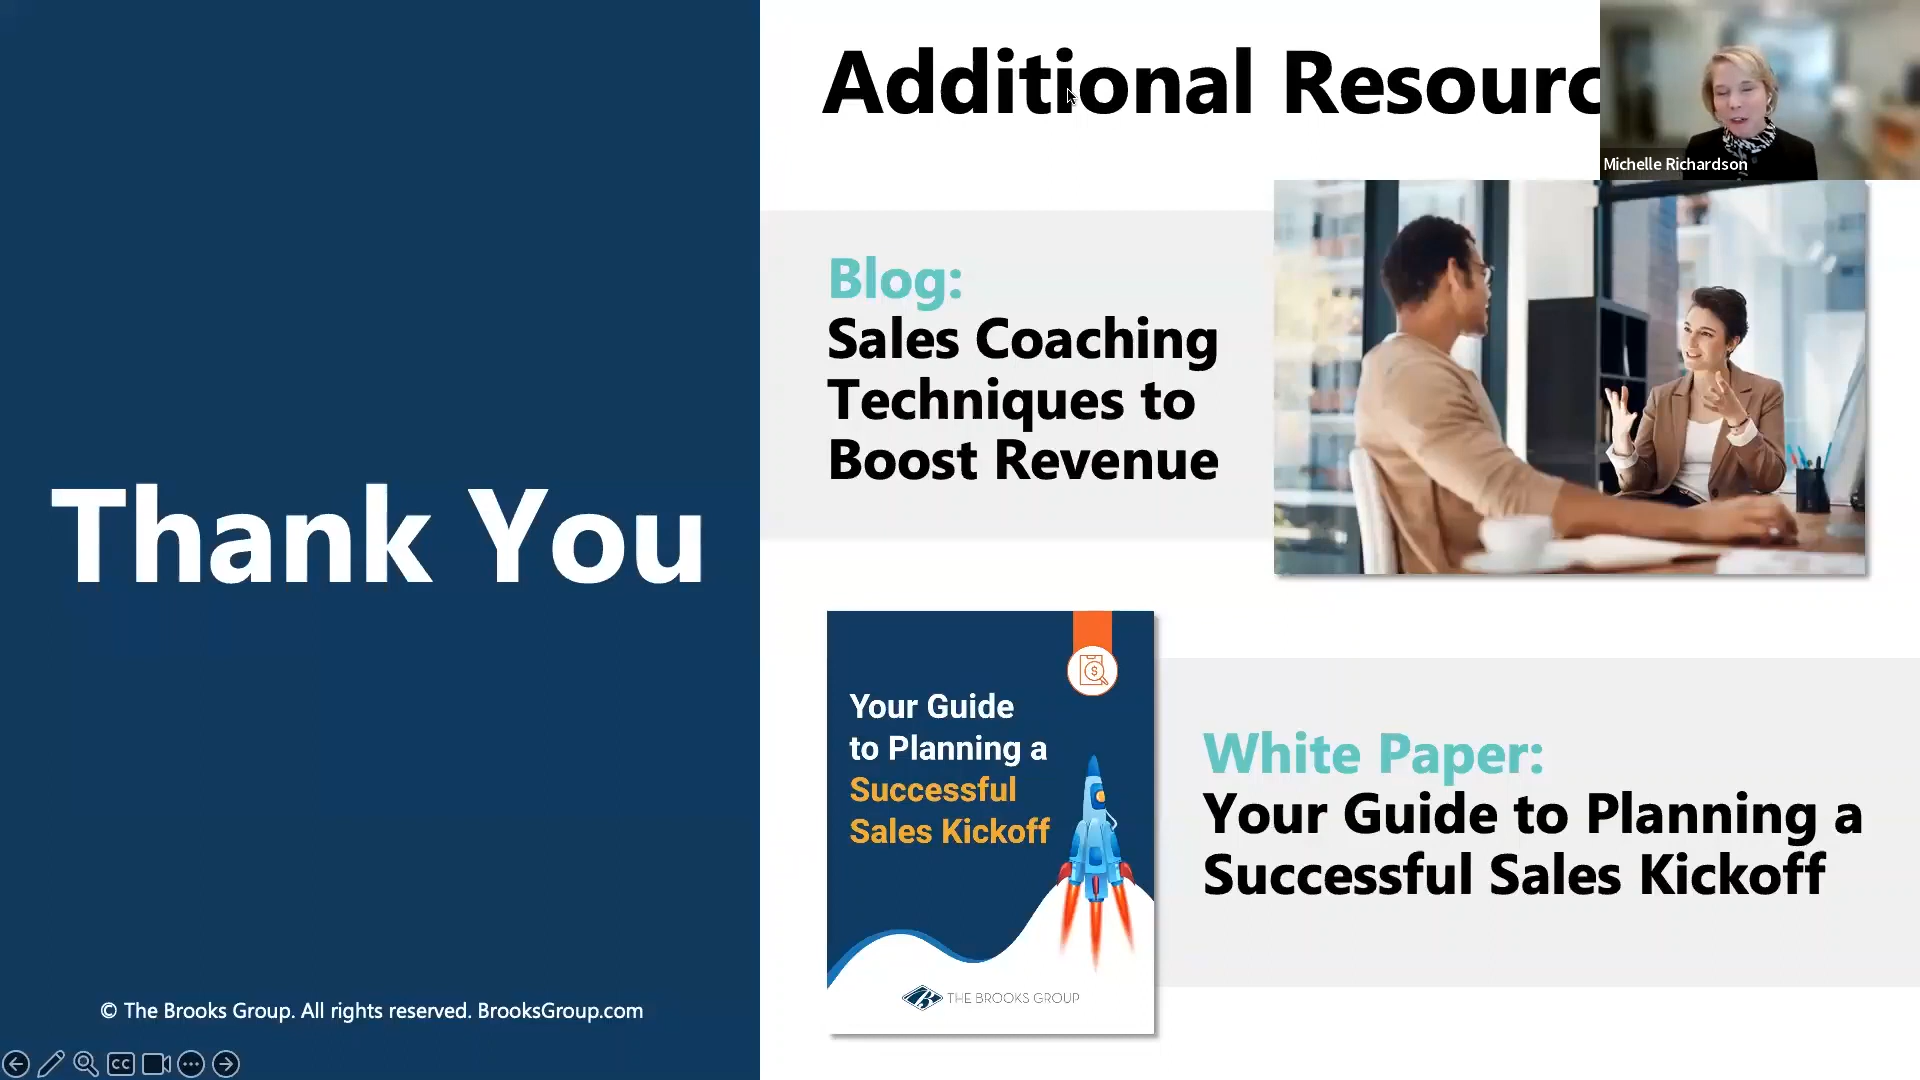 Thank You
© The Brooks Group. All rights reserved. BrooksGroup.com
CC
Additional Resourc
Michelle Richardson
Blog:
Sales Coaching
Techniques to
Boost Revenue
Your Guide
to Planning a
Successful
Sales Kickoff
THE BROOKS GROUP
White Paper:
Your Guide to Planning a
Successful Sales Kickoff